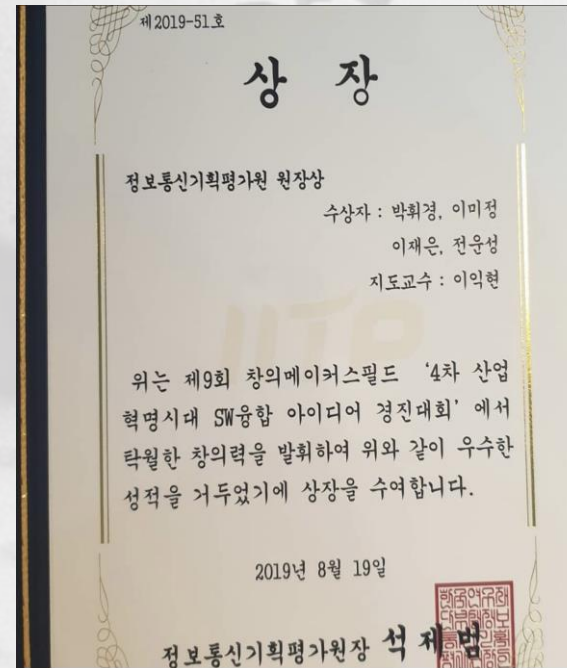 제2019-51호
상 장
정보통신기획평가원 원장상
수상자 : 박휘경, 이미정
이재은, 전운성
지도교수 : 이익현
IITP
위는 제9회 창의메이커스필드 ‘4차 산업
혁명시대 SW융합 아이디어 경진대회’ 에서
탁월한 창의력을 발휘하여 위와 같이 우수한
성적을 거두었기에 상장을 수여합니다.
2019년 8월 19일
정보통신기획평가원장 석 제 범